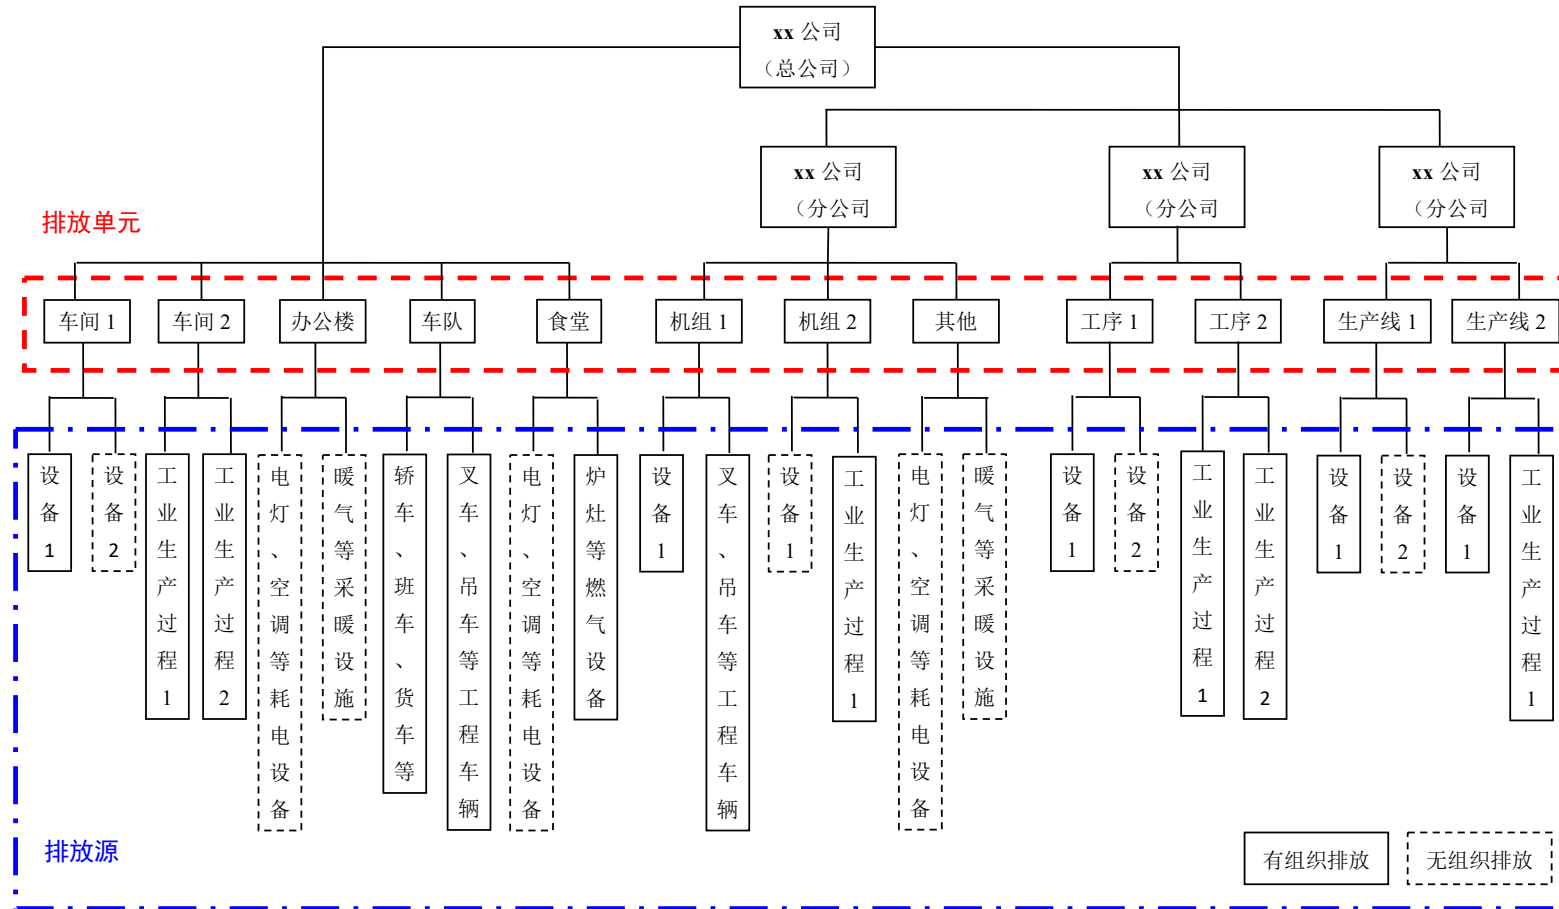 xx 公司
（总公司）
xx 公司
（分公司
xx 公司
（分公司
xx 公司
（分公司
排放单元
车间 1
车间 2
办公楼
车队
食堂
机组 1
机组 2
其他
工序 1
工序 2
生产线 1
生产线 2
设备1
设备2
工业生产过程1
工业生产过程2
电灯、空调等耗电设备
暖气等采暖设施
轿车、班车、货车等
叉车、吊车等工程车辆
电灯、空调等耗电设备
炉灶等燃气设备
设备1
叉车、吊车等工程车辆
设备1
工业生产过程1
电灯、空调等耗电设备
暖气等采暖设施
设备1
设备2
工业生产过程1
工业生产过程2
设备1
设备2
设备1
工业生产过程1
排放源
有组织排放
无组织排放